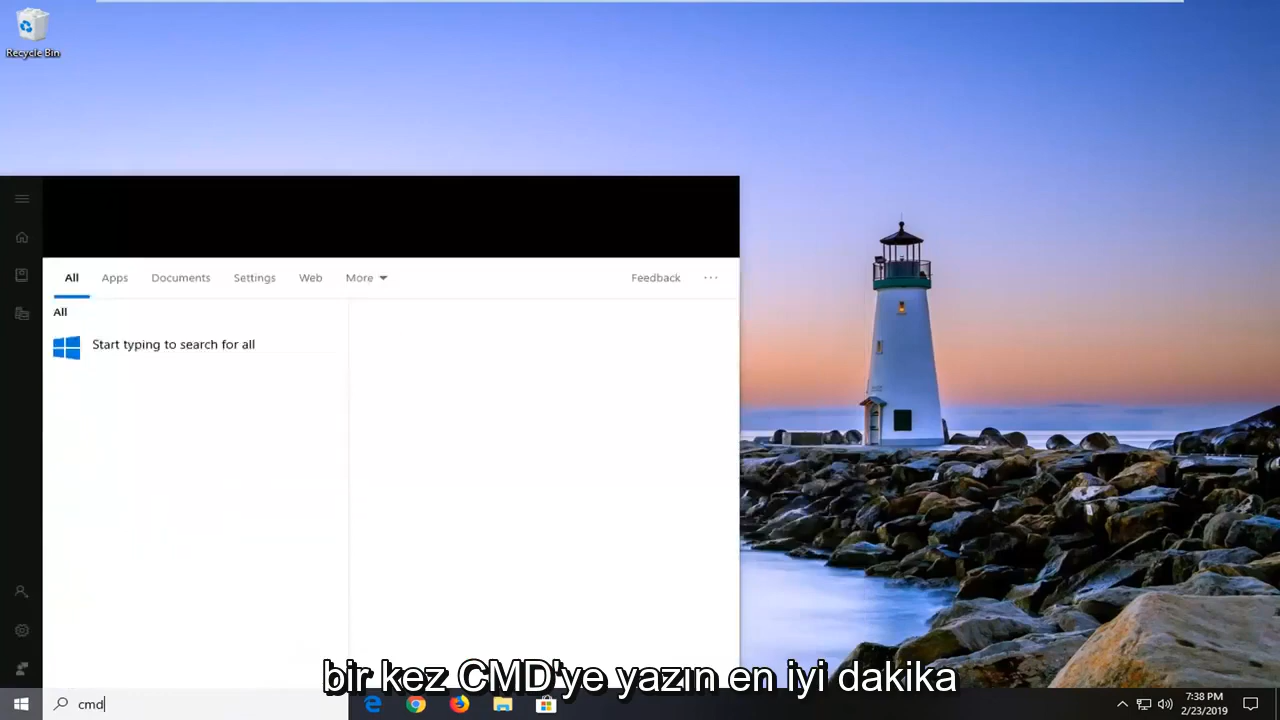 Recycle Bin
All Apps Documents Settings Web More Feedback ...
All
Start typing to search for all
bir kez CMD'ye yazın en iyi dakika
cmd
7:38 PM
2/23/2019